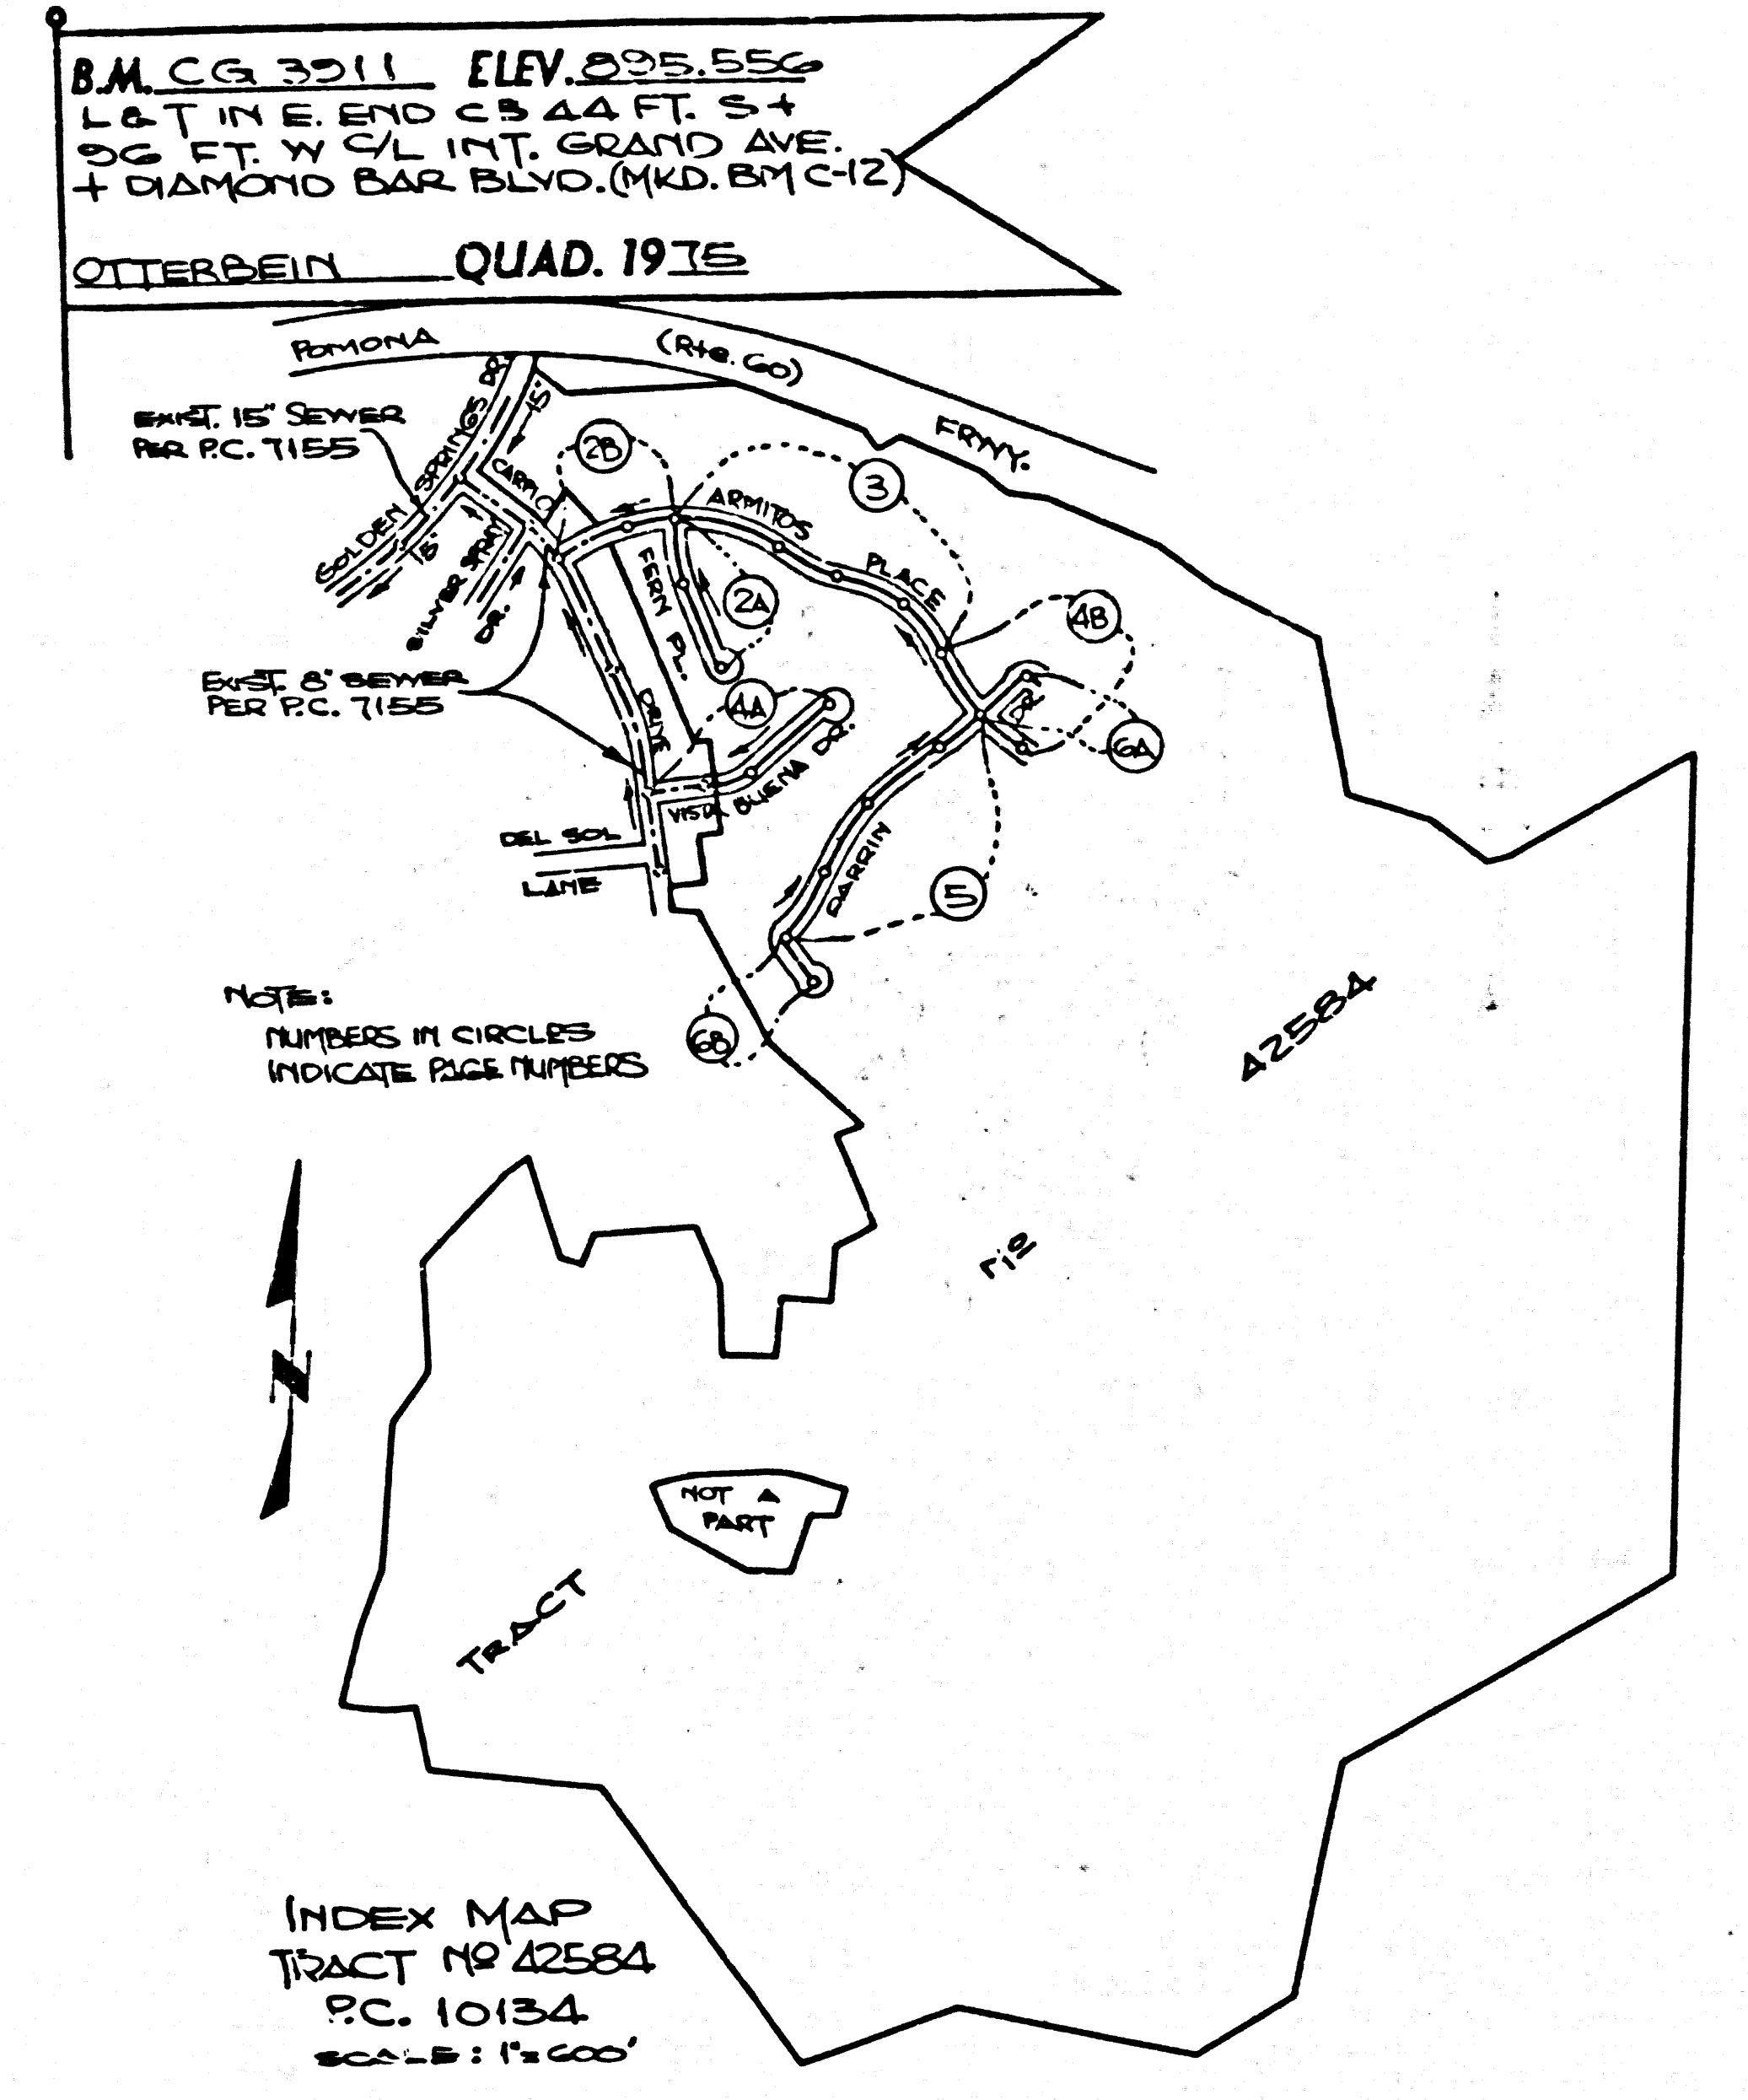 B.M. CG 3911 ELEV. 895.556
L&T IN E. END CB 44 FT. S +
96 FT. W C/L INT. GRAND AVE.
+ DIAMOND BAR BLVD. (MKD. BM C-12)
OTTERBEIN QUAD. 1975
POMONA (Rte. 60) FRWY.
EXIST. 15" SEWER
PER P.C. 7155
GOLDEN SPRINGS DR
15"
15"
CARPIO
SILVER SPRAY
DR.
2B
3
ARMITOS PLACE
FERN PL.
2A
4B
EXIST. 8" SEWER
PER P.C. 7155
4A
DRIVE
DR.
6A
VISTA BUENA DR.
DEL SOL
LANE
DARRIN
5
NOTE:
NUMBERS IN CIRCLES
INDICATE PAGE NUMBERS
6B
42584
No
NOT A
PART
TRACT
INDEX MAP
TRACT No 42584
P.C. 10134
SCALE: 1"=600'